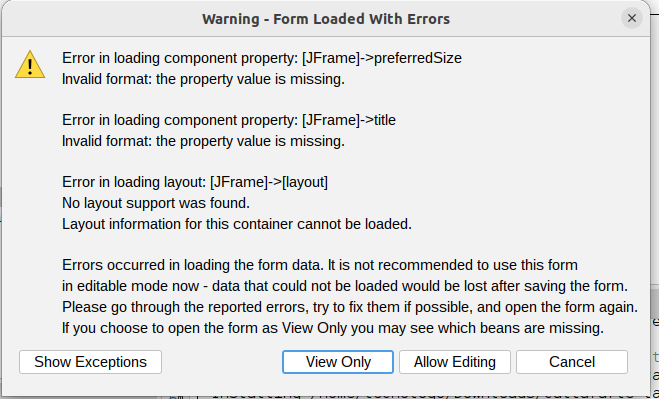 Warning - Form Loaded With Errors
Error in loading component property: [JFrame]->preferredSize
Invalid format: the property value is missing.
Error in loading component property: [JFrame]->title
Invalid format: the property value is missing.
Error in loading layout: [JFrame]->[layout]
No layout support was found.
Layout information for this container cannot be loaded.
Errors occurred in loading the form data. It is not recommended to use this form
in editable mode now - data that could not be loaded would be lost after saving the form.
Please go through the reported errors, try to fix them if possible, and open the form again.
If you choose to open the form as View Only you may see which beans are missing.
Show Exceptions View Only Allow Editing Cancel